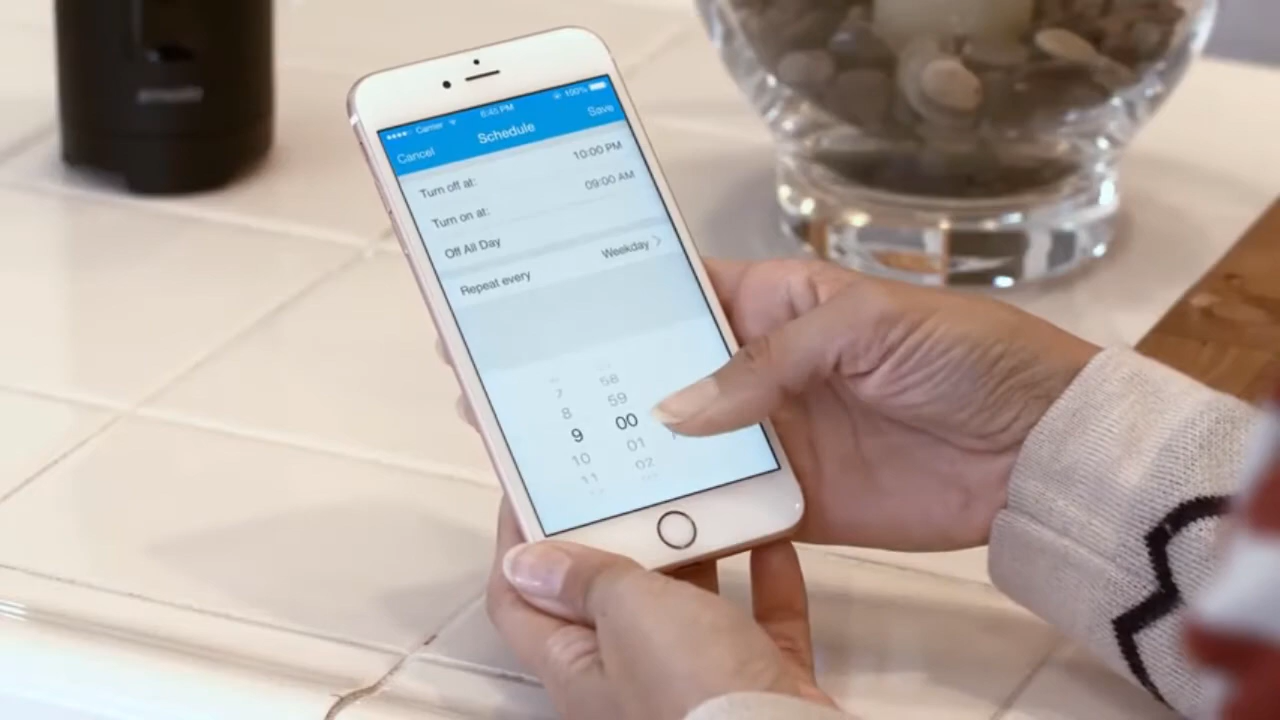 Carrier 6:45 PM 100%
Cancel Schedule Save
Turn off at: 10:00 PM
Turn on at: 09:00 AM
Off All Day
Repeat every Weekday
7 58
8 59
9 00
10 01
11 02